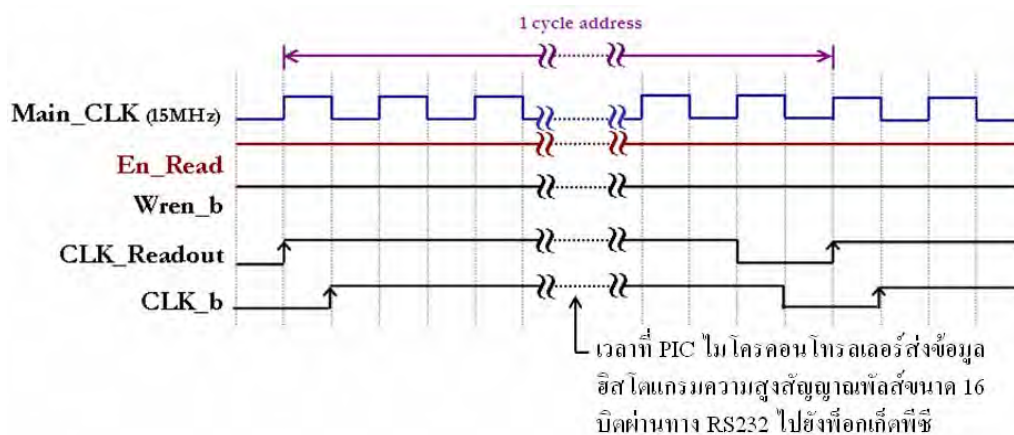 1 cycle address
Main_CLK (15MHz)
En_Read
Wren_b
CLK_Readout
CLK_b
เวลาที่ PIC ไมโครคอนโทรลเลอร์ส่งข้อมูล
ฮิสโตแกรมความสูงสัญญาณพัลส์ขนาด 16
บิตผ่านทาง RS232 ไปยังพ็อกเก็ตพีซี